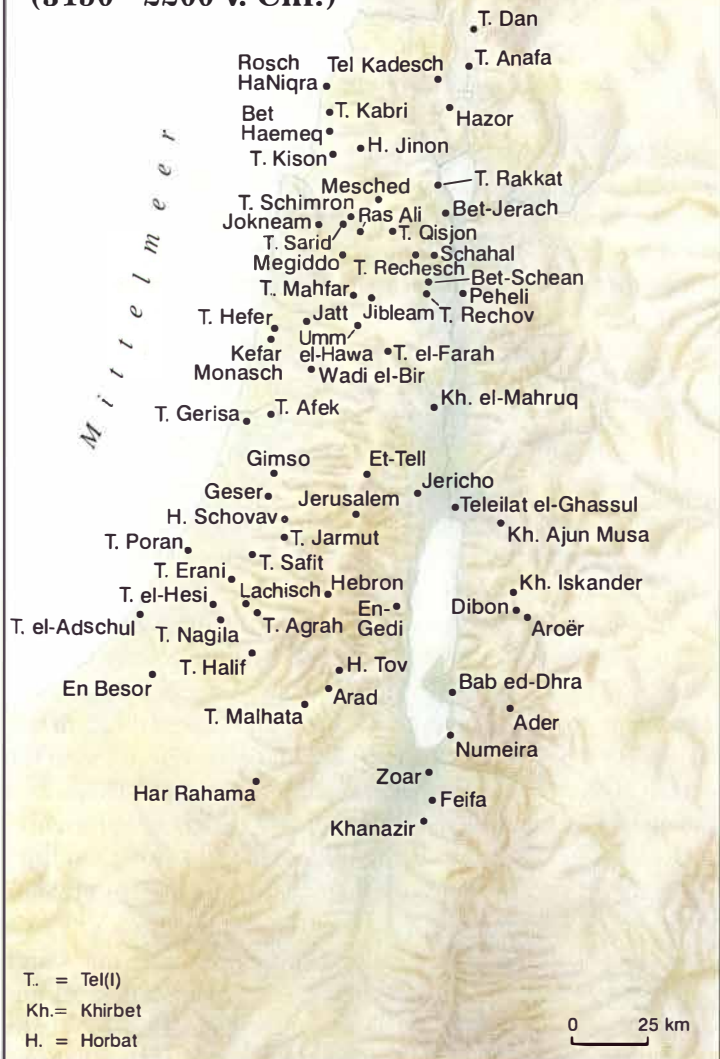 (3150 - 2200 v. Chr.)
T. Dan
Rosch
HaNiqra
Tel Kadesch
T. Anafa
Bet
Haemeq
T. Kabri
Hazor
T. Kison
H. Jinon
Mesched
T. Rakkat
T. Schimron
Ras Ali
Bet-Jerach
Jokneam
T. Qisjon
T. Sarid
Megiddo
T. Rechesch
Schahal
Bet-Schean
T. Mahfar
Jibleam
Peheli
T. Hefer
Jatt
T. Rechov
Umm
el-Hawa
Kefar
Monasch
T. el-Farah
Wadi el-Bir
T. Gerisa
T. Afek
Kh. el-Mahruq
Mittelmeer
Gimso
Et-Tell
Geser
Jerusalem
Jericho
H. Schovav
Teleilat el-Ghassul
T. Poran
T. Jarmut
Kh. Ajun Musa
T. Safit
T. Erani
T. el-Hesi
Lachisch
Hebron
Kh. Iskander
En-
Gedi
Dibon
T. el-Adschul
T. Nagila
T. Agrah
Aroër
T. Halif
H. Tov
En Besor
Arad
Bab ed-Dhra
T. Malhata
Ader
Numeira
Har Rahama
Zoar
Feifa
Khanazir
T.. = Tel(l)
Kh.= Khirbet
H. = Horbat
0 25 km